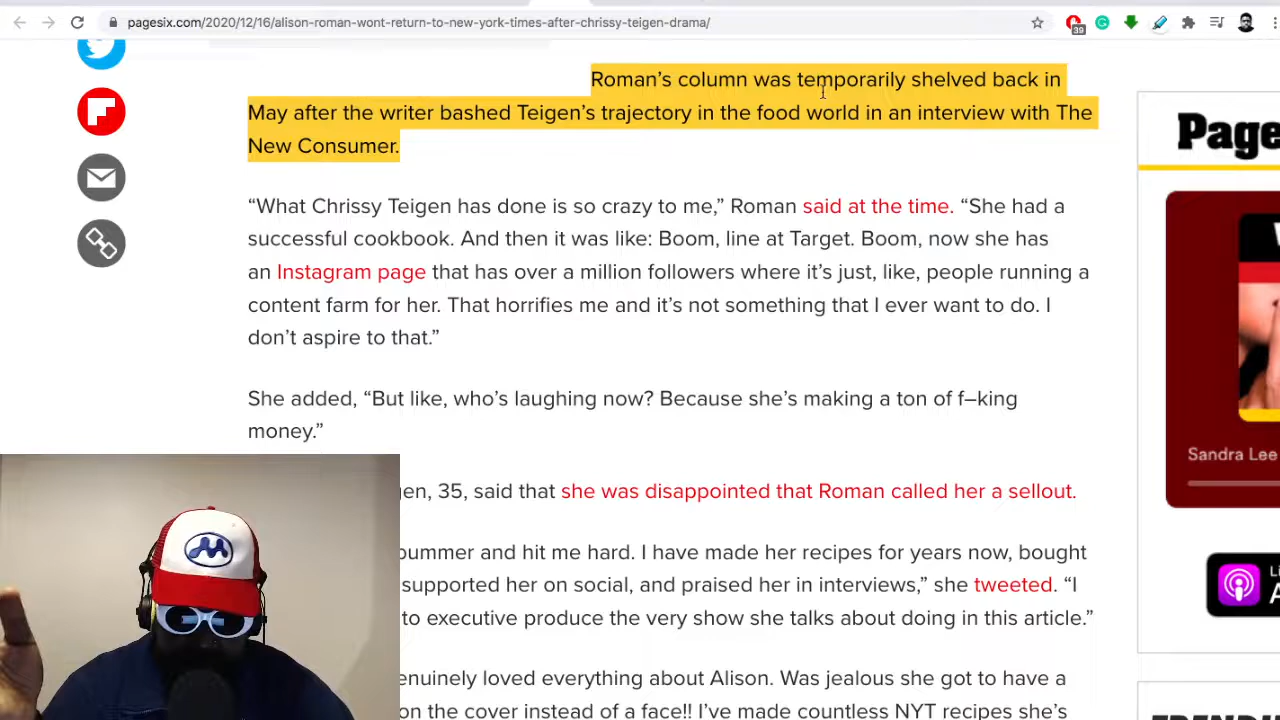 pagesix.com/2020/12/16/alison-roman-wont-return-to-new-york-times-after-chrissy-teigen-drama/
39
Roman’s column was temporarily shelved back in
May after the writer bashed Teigen’s trajectory in the food world in an interview with The
New Consumer.
“What Chrissy Teigen has done is so crazy to me,” Roman said at the time. “She had a
successful cookbook. And then it was like: Boom, line at Target. Boom, now she has
an Instagram page that has over a million followers where it’s just, like, people running a
content farm for her. That horrifies me and it’s not something that I ever want to do. I
don’t aspire to that.”
She added, “But like, who’s laughing now? Because she’s making a ton of f–king
money.”
gen, 35, said that she was disappointed that Roman called her a sellout.
bummer and hit me hard. I have made her recipes for years now, bought
supported her on social, and praised her in interviews,” she tweeted. “I
to executive produce the very show she talks about doing in this article.”
enuinely loved everything about Alison. Was jealous she got to have a
on the cover instead of a face!! I’ve made countless NYT recipes she’s
Page
Sandra Lee
M